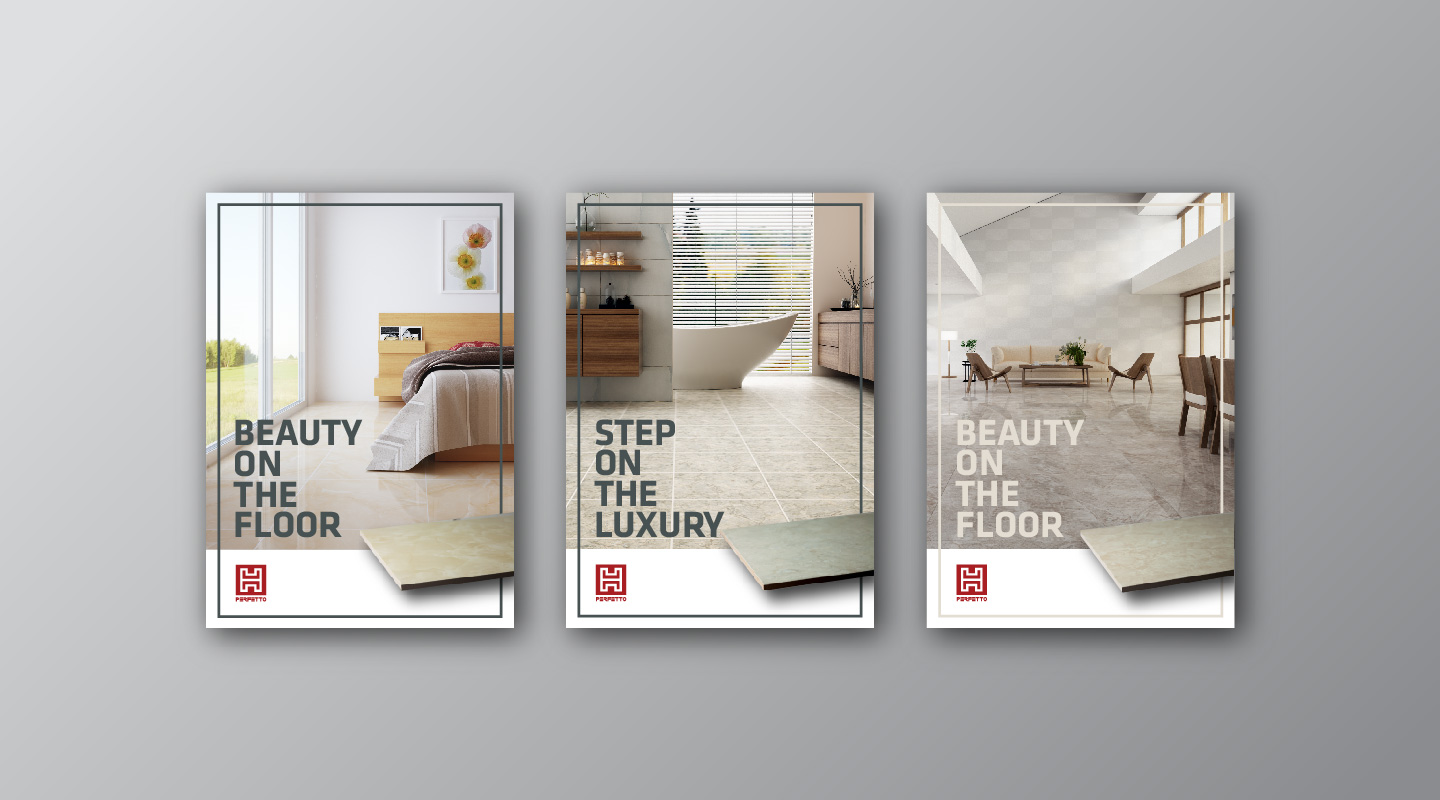 BEAUTY
ON
THE
FLOOR
PERFETTO
STEP
ON
THE
LUXURY
PERFETTO
BEAUTY
ON
THE
FLOOR
PERFETTO